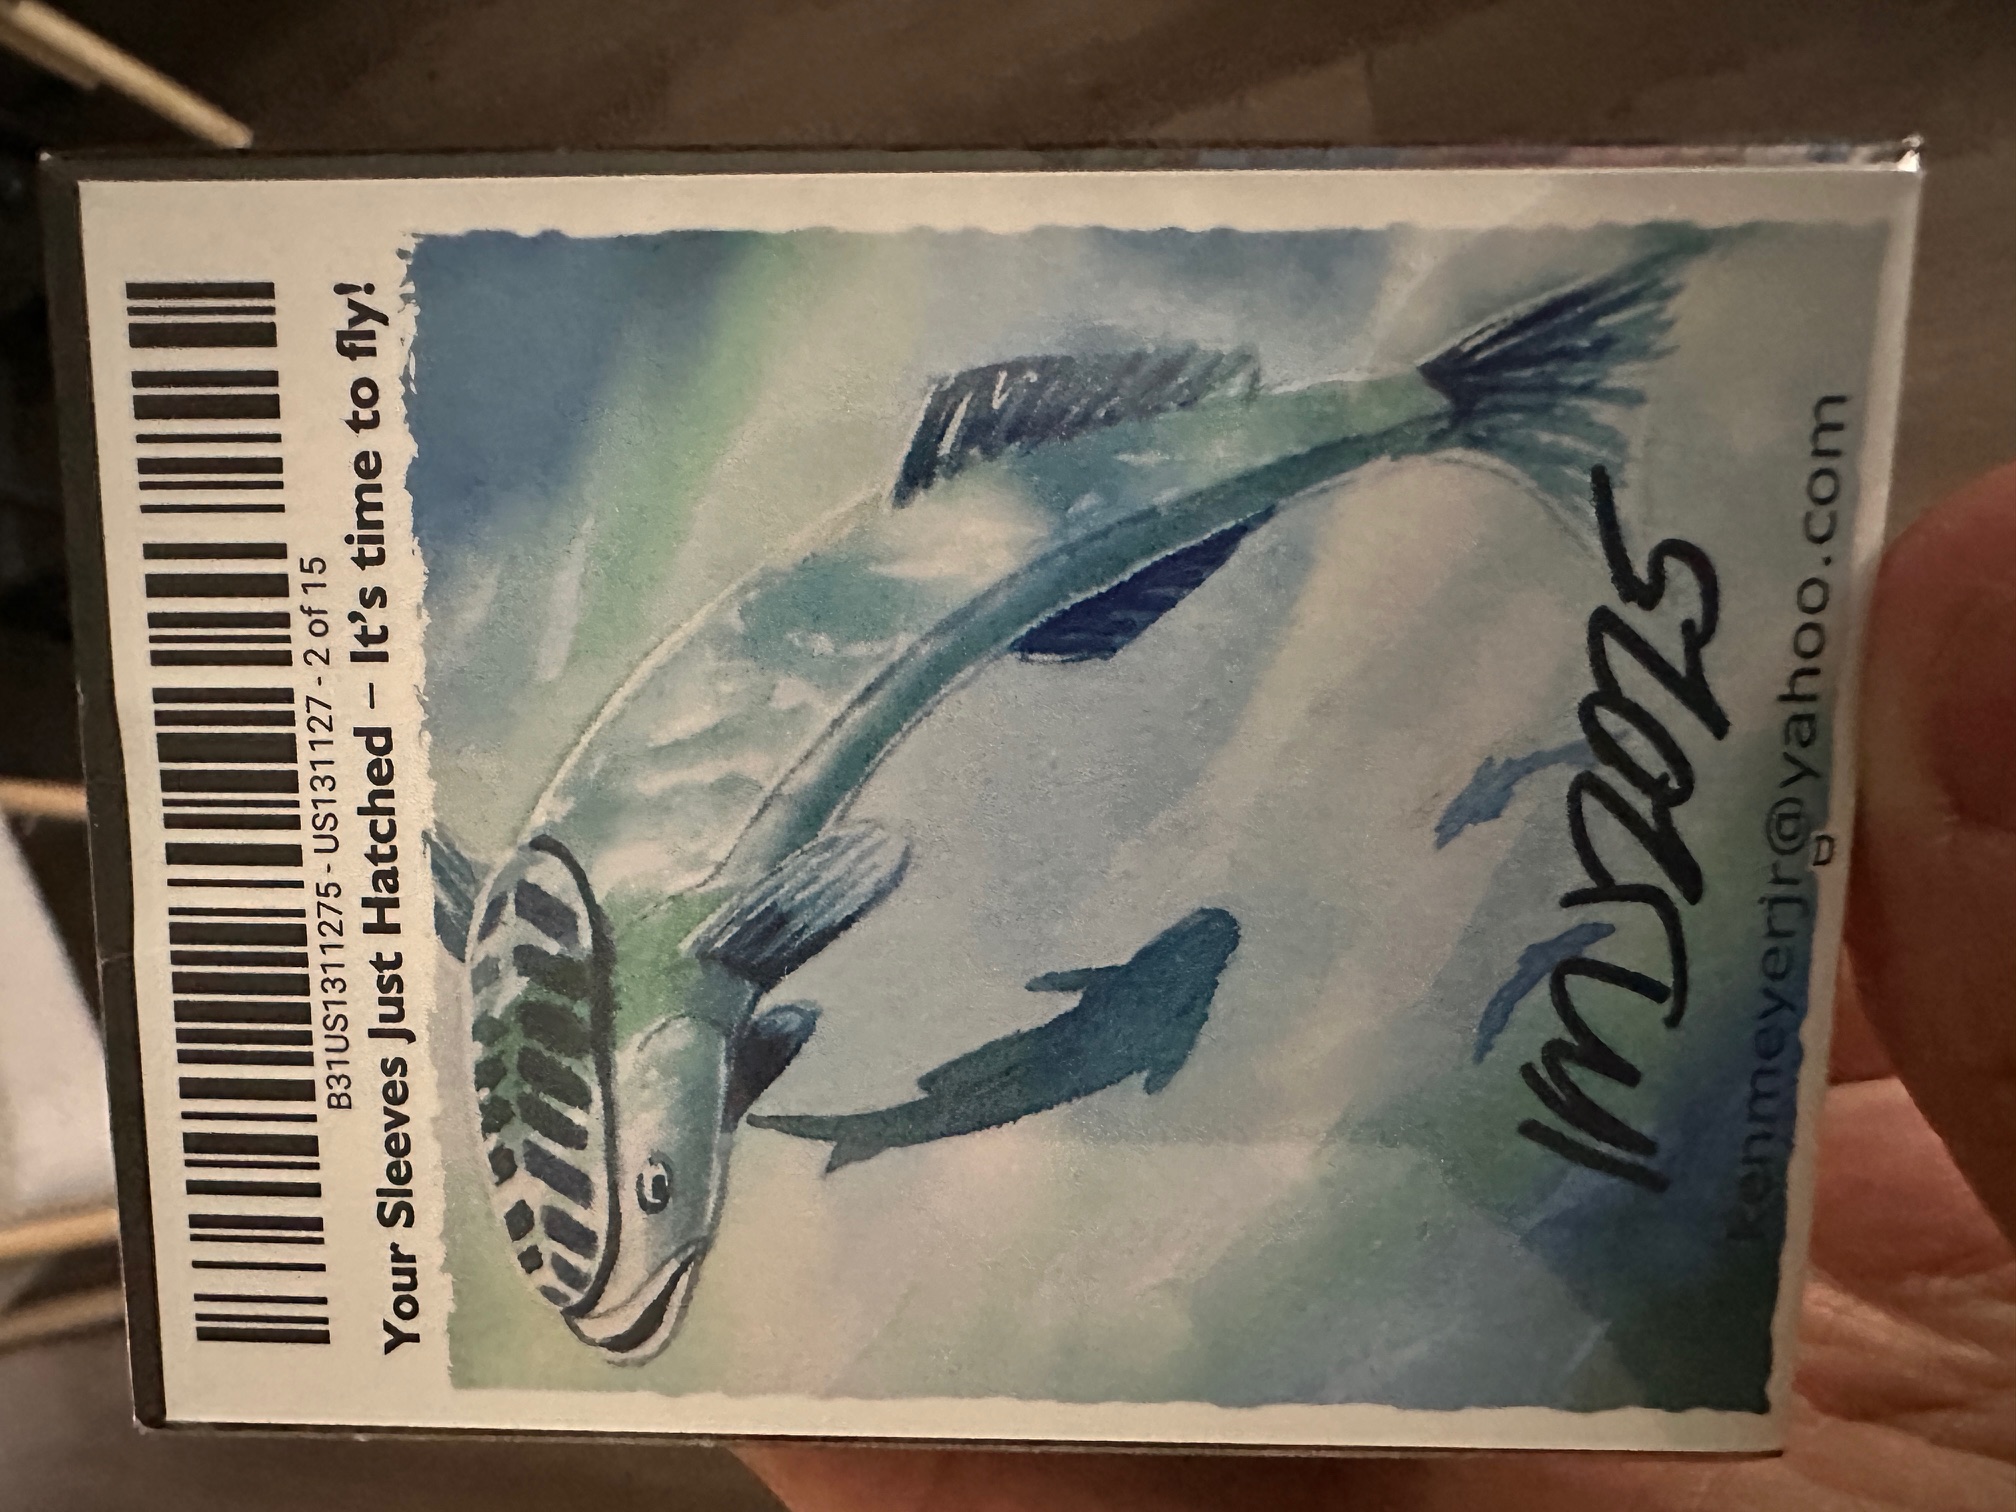 B31US1311275 - US131127 - 2 of 15
Your Sleeves Just Hatched – It's time to fly!
kenmeyerjr@yahoo.com